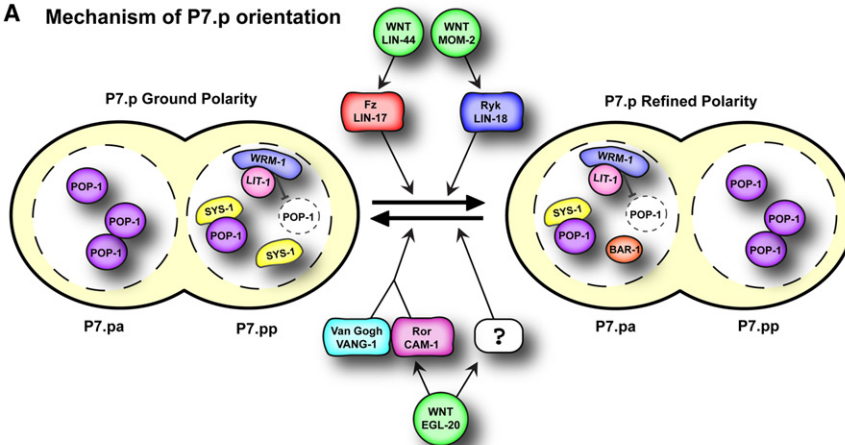 A Mechanism of P7.p orientation
WNT
LIN-44
WNT
MOM-2
P7.p Ground Polarity
Fz
LIN-17
Ryk
LIN-18
P7.p Refined Polarity
POP-1
POP-1
POP-1
WRM-1
LIT-1
SYS-1
POP-1
POP-1
SYS-1
WRM-1
LIT-1
SYS-1
POP-1
POP-1
BAR-1
POP-1
POP-1
POP-1
P7.pa
P7.pp
P7.pa
P7.pp
Van Gogh
VANG-1
Ror
CAM-1
?
WNT
EGL-20